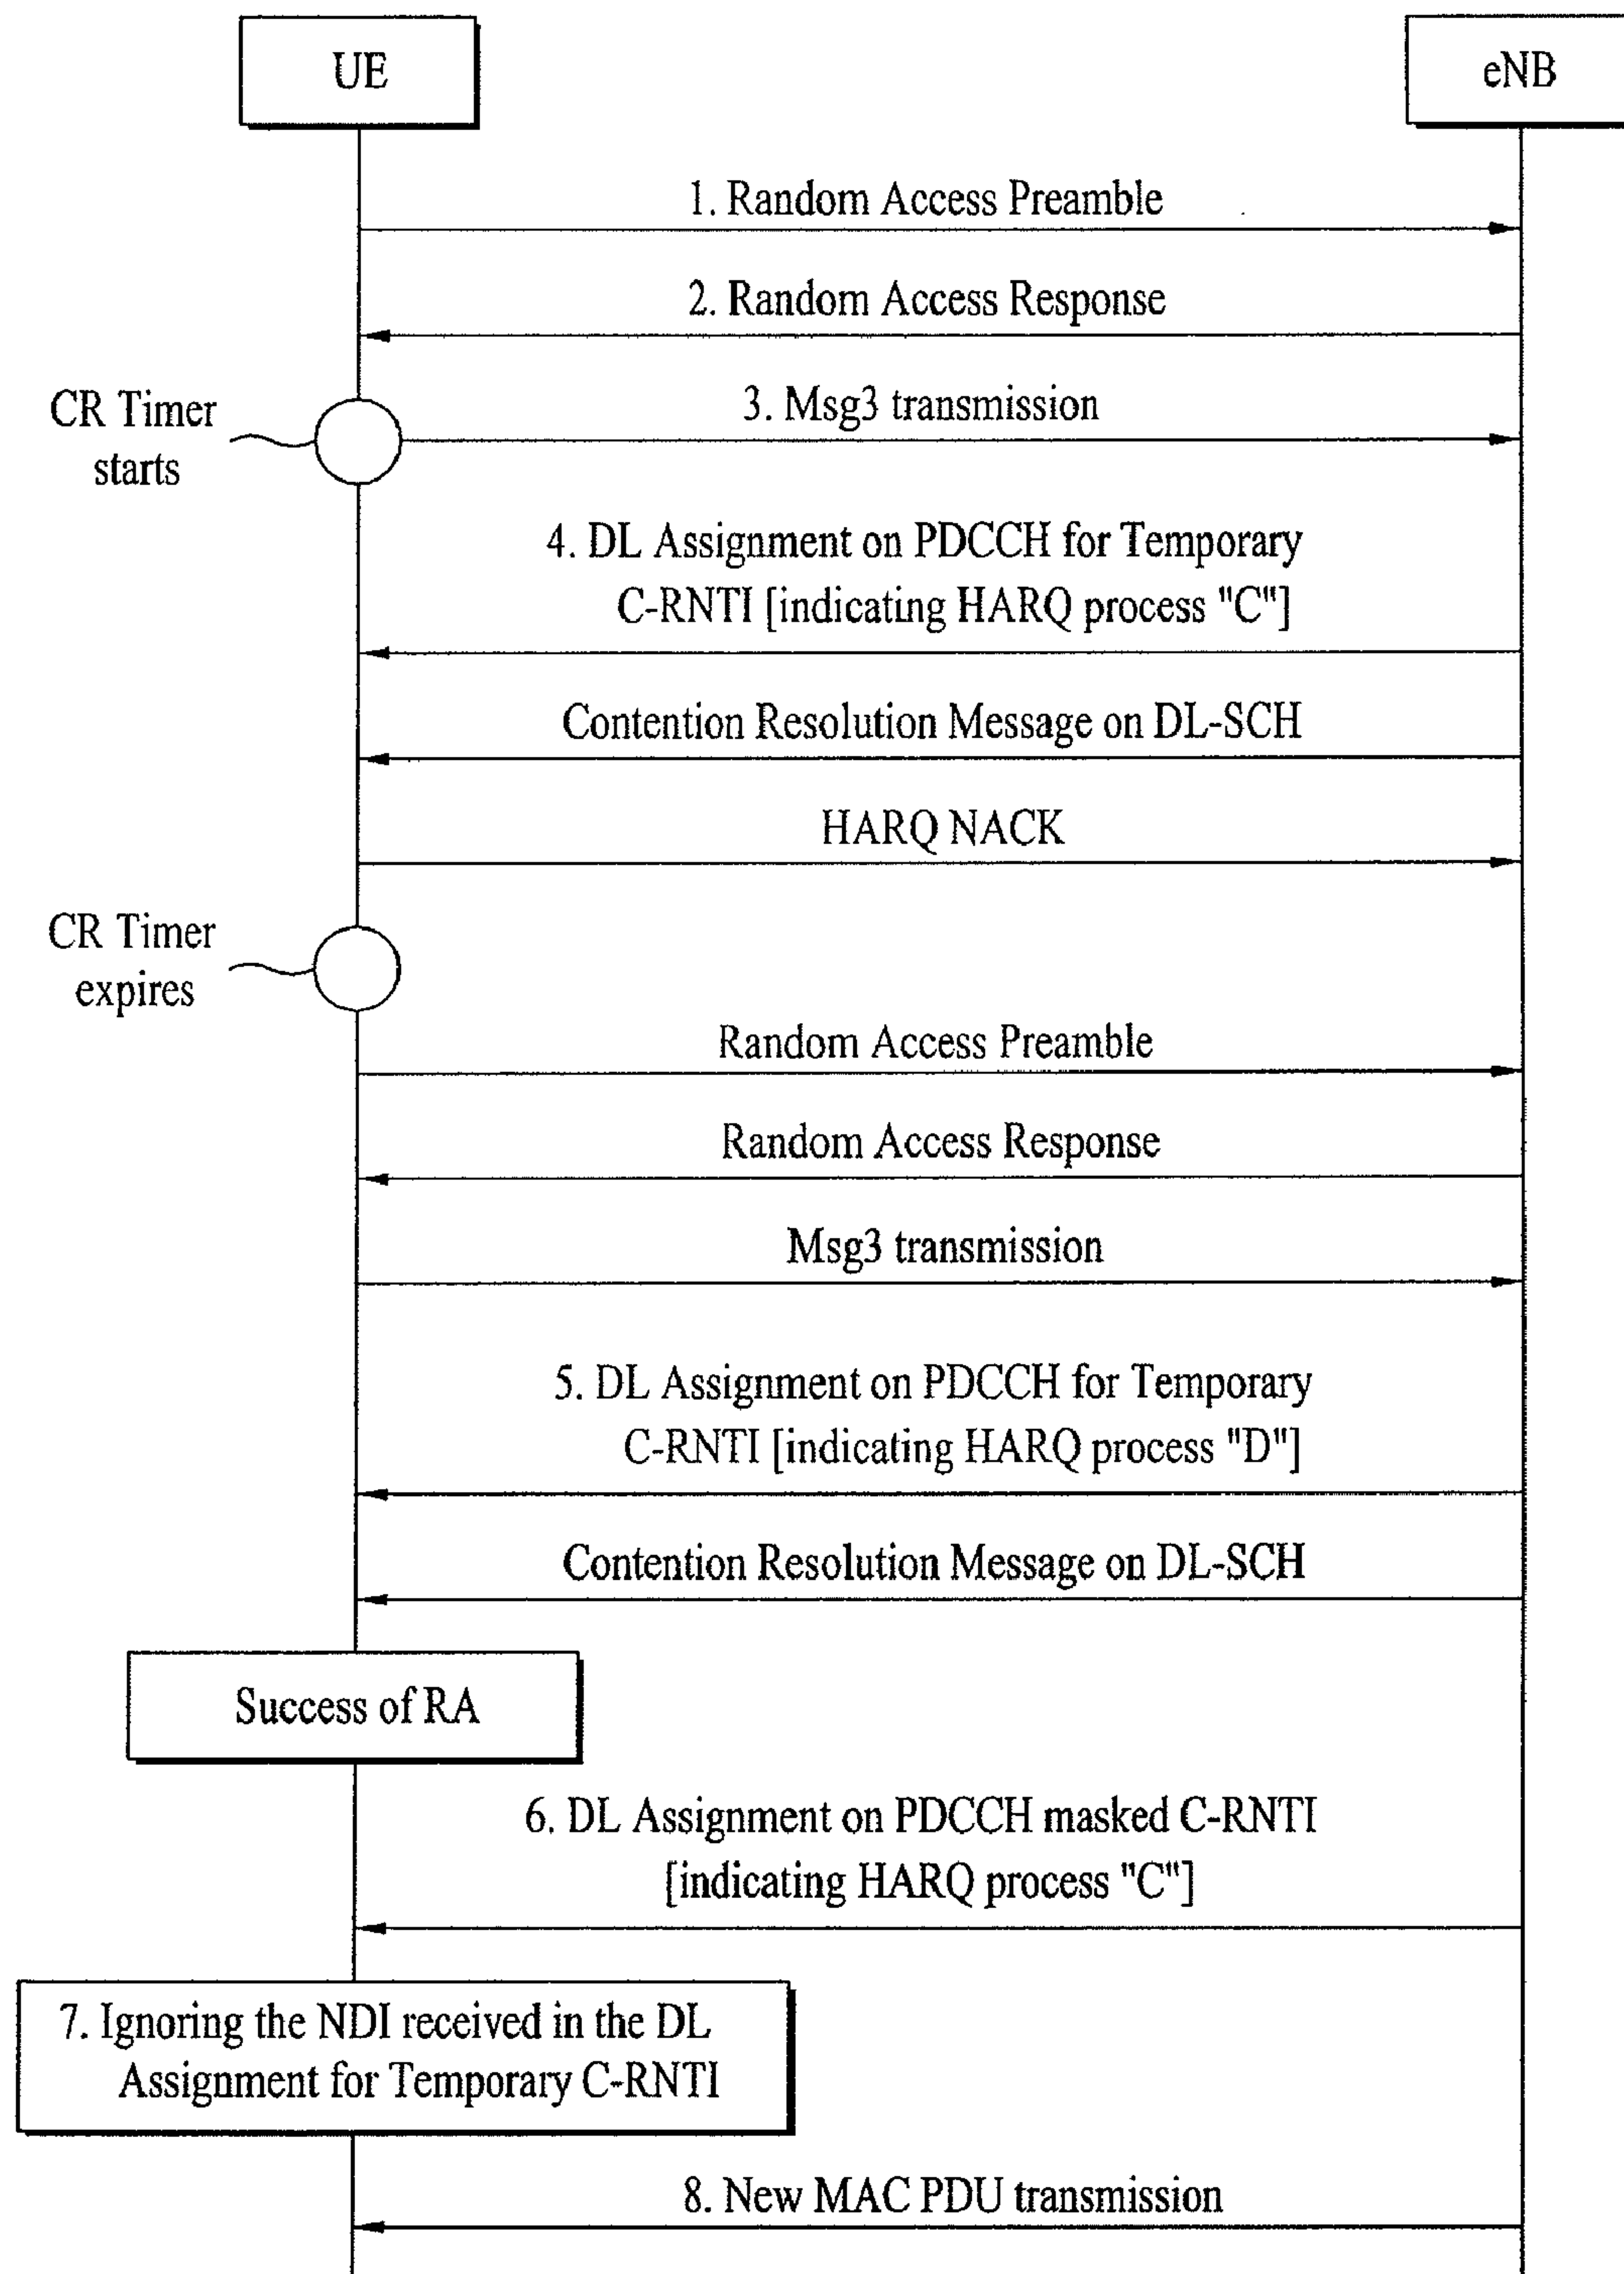 UE
eNB
1. Random Access Preamble
2. Random Access Response
CR Timer
starts
3. Msg3 transmission
4. DL Assignment on PDCCH for Temporary
C-RNTI [indicating HARQ process "C"]
Contention Resolution Message on DL-SCH
HARQ NACK
CR Timer
expires
Random Access Preamble
Random Access Response
Msg3 transmission
5. DL Assignment on PDCCH for Temporary
C-RNTI [indicating HARQ process "D"]
Contention Resolution Message on DL-SCH
Success of RA
6. DL Assignment on PDCCH masked C-RNTI
[indicating HARQ process "C"]
7. Ignoring the NDI received in the DL
Assignment for Temporary C-RNTI
8. New MAC PDU transmission